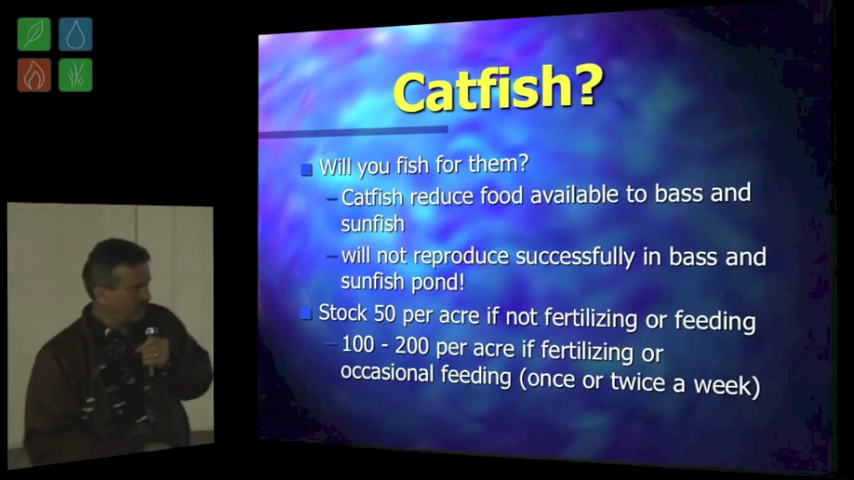 Catfish?
Will you fish for them?
–Catfish reduce food available to bass and
sunfish
–will not reproduce successfully in bass and
sunfish pond!
Stock 50 per acre if not fertilizing or feeding
–100 - 200 per acre if fertilizing or
occasional feeding (once or twice a week)